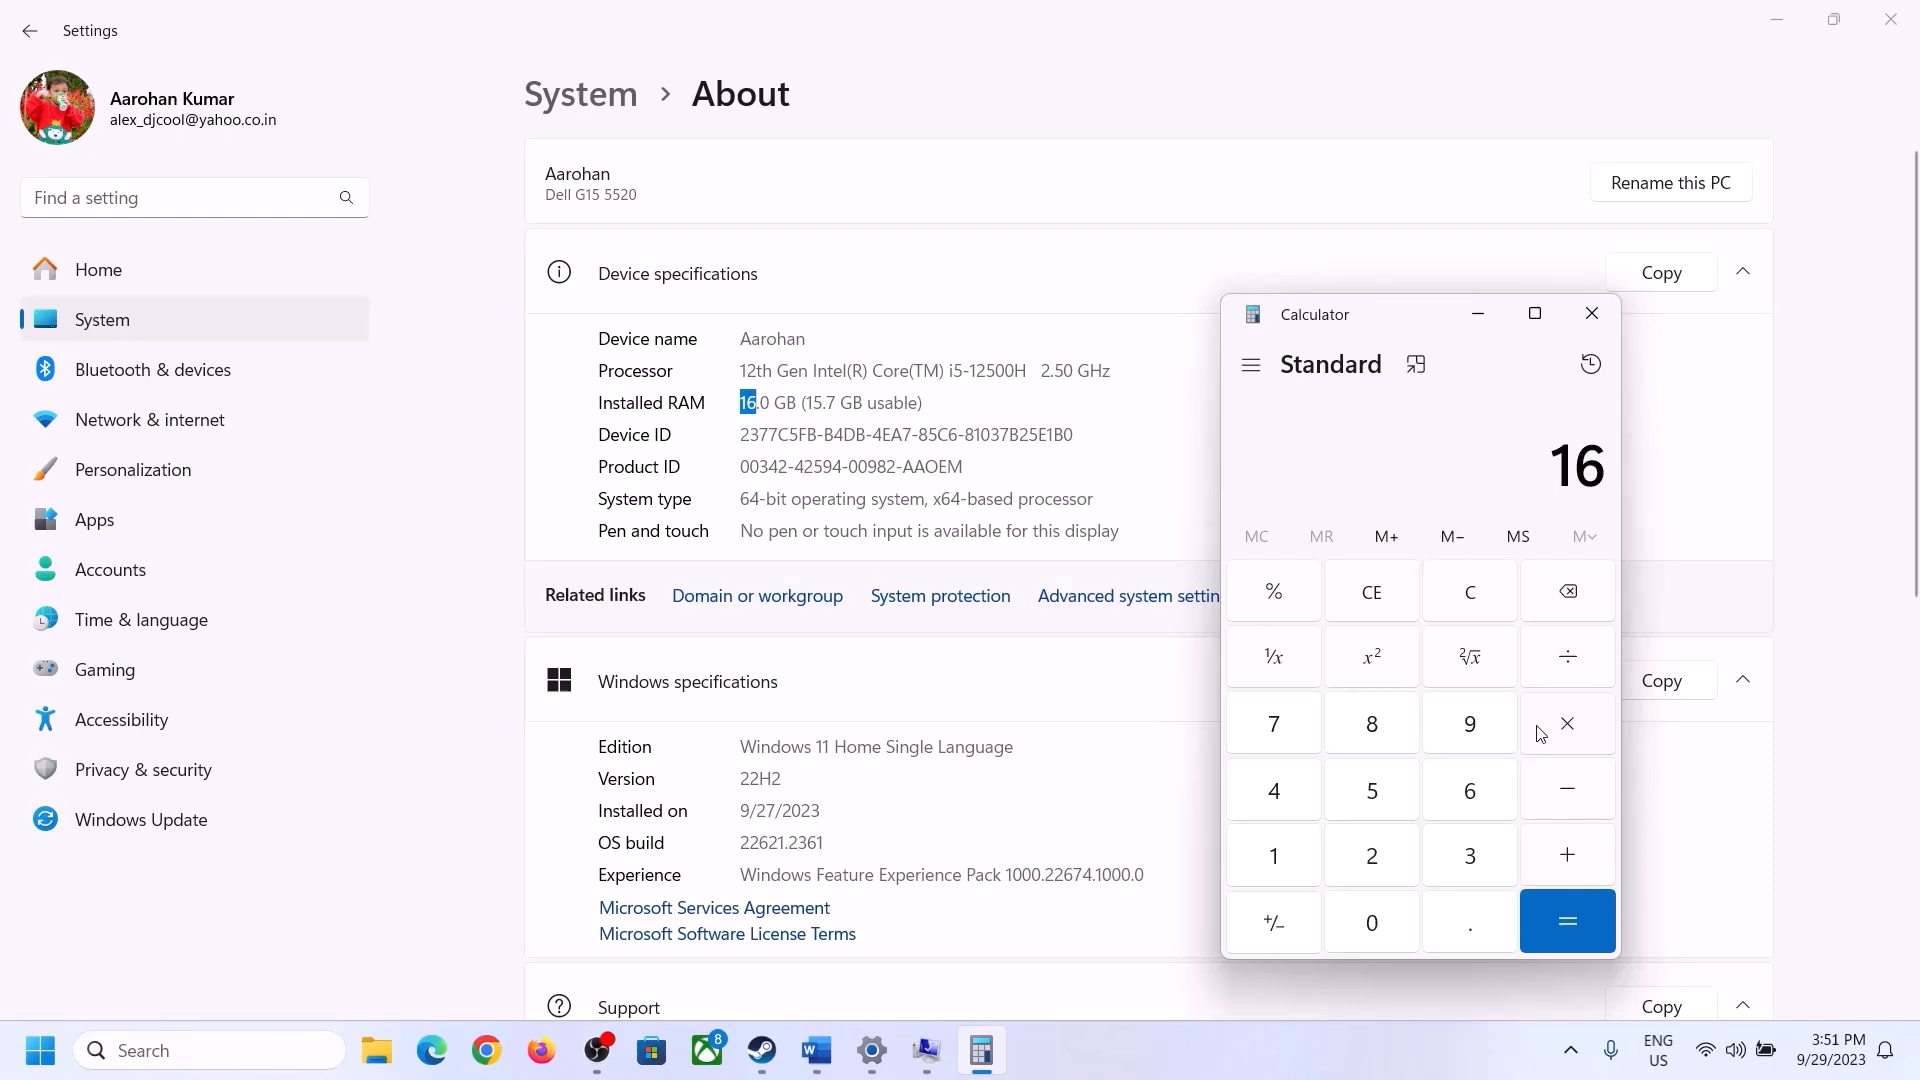 Settings
Aarohan Kumar
alex_djcool@yahoo.co.in
Find a setting
Home
System
Bluetooth & devices
Network & internet
Personalization
Apps
Accounts
Time & language
Gaming
Accessibility
Privacy & security
Windows Update
System > About
Aarohan
Dell G15 5520
Rename this PC
Device specifications
Copy
Device name Aarohan
Processor 12th Gen Intel(R) Core(TM) i5-12500H 2.50 GHz
Installed RAM 16.0 GB (15.7 GB usable)
Device ID 2377C5FB-B4DB-4EA7-85C6-81037B25E1B0
Product ID 00342-42594-00982-AAOEM
System type 64-bit operating system, x64-based processor
Pen and touch No pen or touch input is available for this display
Related links Domain or workgroup System protection Advanced system settin
Windows specifications
Copy
Edition Windows 11 Home Single Language
Version 22H2
Installed on 9/27/2023
OS build 22621.2361
Experience Windows Feature Experience Pack 1000.22674.1000.0
Microsoft Services Agreement
Microsoft Software License Terms
Support
Copy
Calculator
Standard
16
MC MR M+ M− MS M
% CE C
⅟x x² ²√x ÷
7 8 9 ×
4 5 6 −
1 2 3 +
+/− 0 . =
Search
8
ENG
US
3:51 PM
9/29/2023